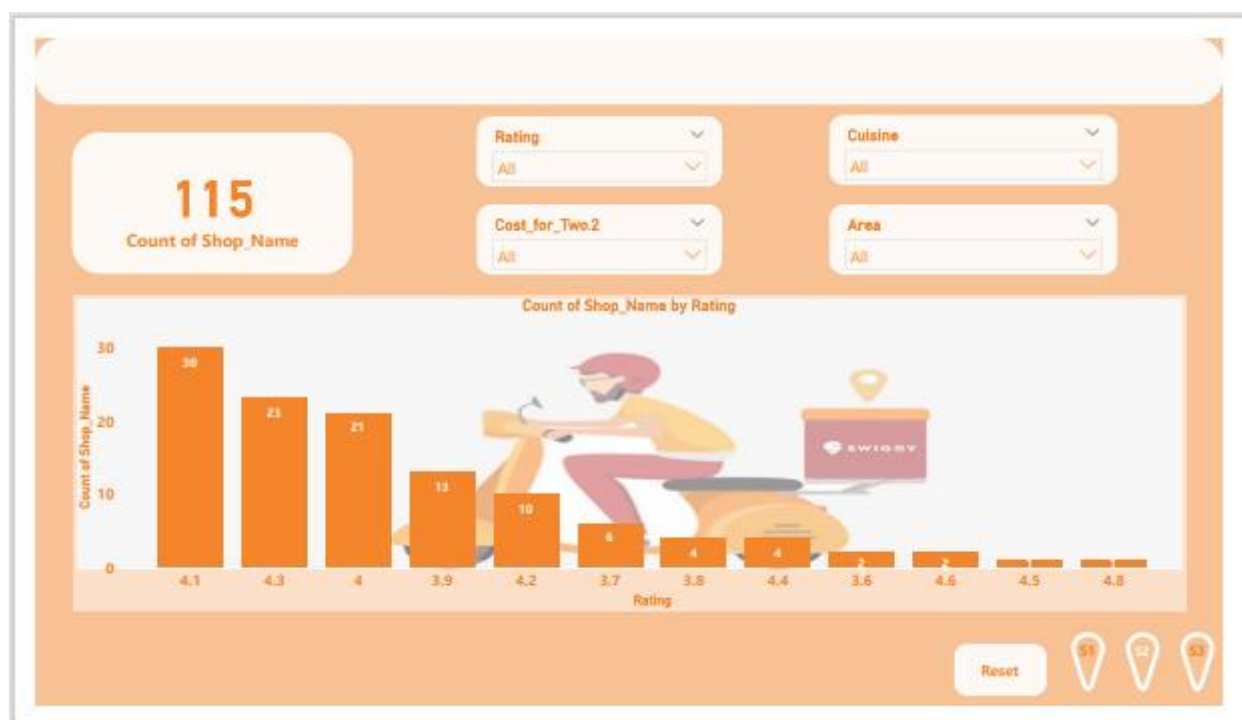 115
Count of Shop_Name
Rating
All
Cuisine
All
Cost_for_Two.2
All
Area
All
Count of Shop_Name by Rating
Count of Shop_Name
30
20
10
0
30
23
21
13
10
6
4
4
2
2
1
1
SWIGGY
4.1
4.3
4
3.9
4.2
3.7
3.8
4.4
3.6
4.6
4.5
4.8
Rating
Reset
S1
S2
S3